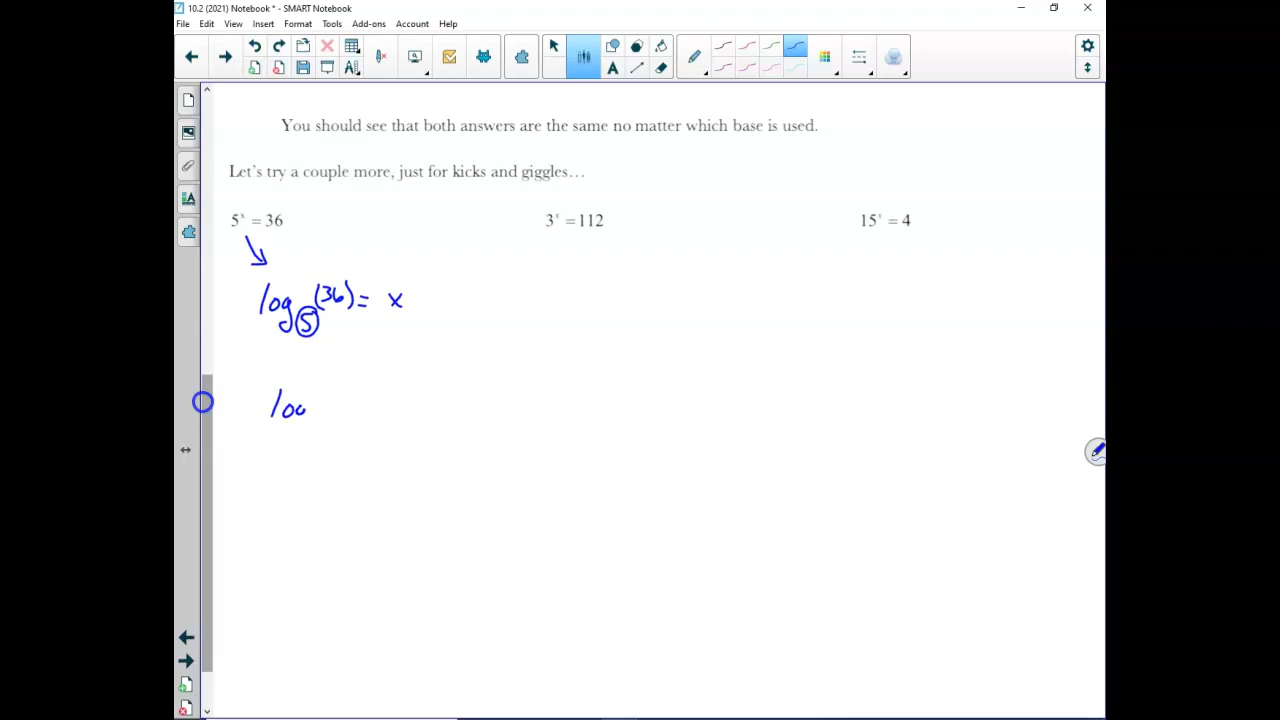 10.2 (2021) Notebook * - SMART Notebook
File Edit View Insert Format Tools Add-ons Account Help
You should see that both answers are the same no matter which base is used.
Let's try a couple more, just for kicks and giggles…
5ˣ = 36 3ˣ = 112 15ˣ = 4
log₅(36) = x
log